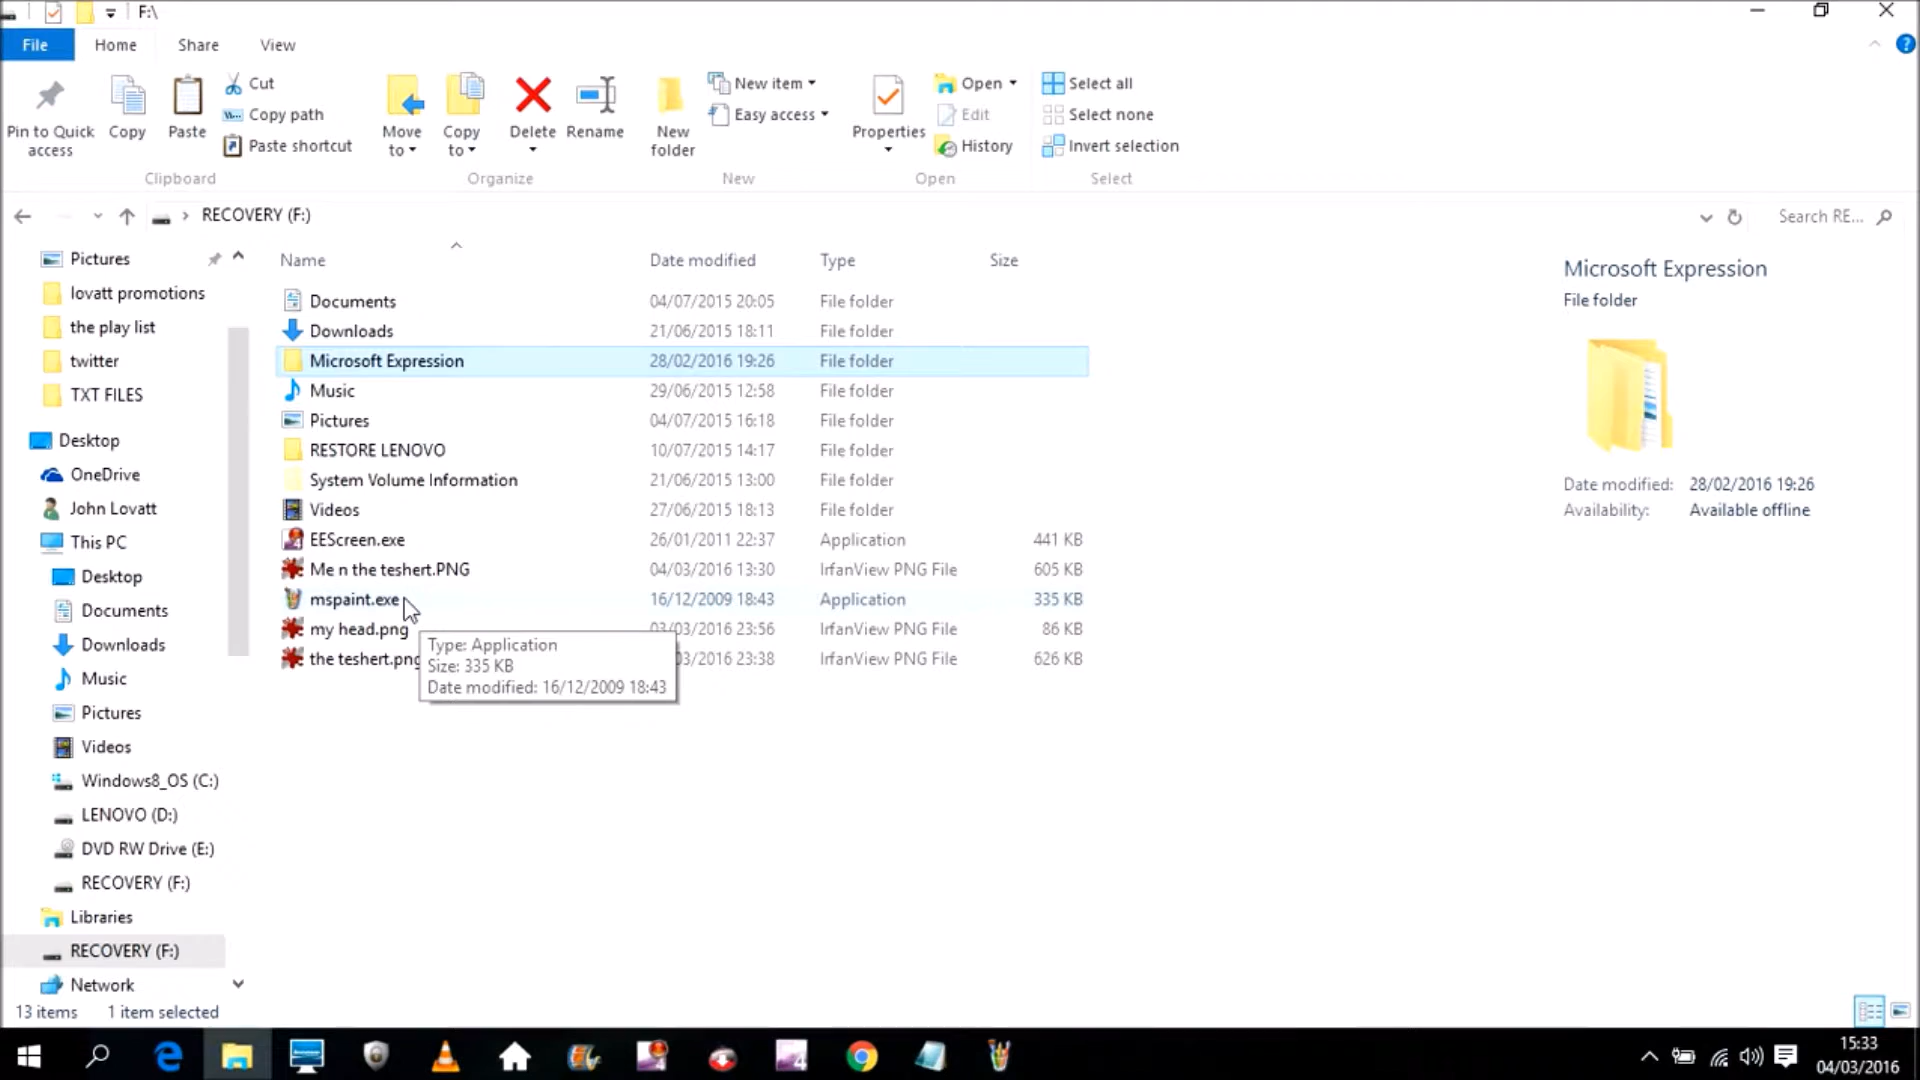 F:\
File Home Share View
Pin to Quick access
Copy
Paste
Cut
Copy path
Paste shortcut
Clipboard
Move to
Copy to
Delete
Rename
Organize
New folder
New item
Easy access
New
Properties
Open
Edit
History
Open
Select all
Select none
Invert selection
Select
RECOVERY (F:)
Search RE...
Pictures
lovatt promotions
the play list
twitter
TXT FILES
Desktop
OneDrive
John Lovatt
This PC
Desktop
Documents
Downloads
Music
Pictures
Videos
Windows8_OS (C:)
LENOVO (D:)
DVD RW Drive (E:)
RECOVERY (F:)
Libraries
RECOVERY (F:)
Network
Name Date modified Type Size
Documents 04/07/2015 20:05 File folder
Downloads 21/06/2015 18:11 File folder
Microsoft Expression 28/02/2016 19:26 File folder
Music 29/06/2015 12:58 File folder
Pictures 04/07/2015 16:18 File folder
RESTORE LENOVO 10/07/2015 14:17 File folder
System Volume Information 21/06/2015 13:00 File folder
Videos 27/06/2015 18:13 File folder
EEScreen.exe 26/01/2011 22:37 Application 441 KB
Me n the teshert.PNG 04/03/2016 13:30 IrfanView PNG File 605 KB
mspaint.exe 16/12/2009 18:43 Application 335 KB
my head.png 03/03/2016 23:56 IrfanView PNG File 86 KB
the teshert.png 03/2016 23:38 IrfanView PNG File 626 KB
Type: Application
Size: 335 KB
Date modified: 16/12/2009 18:43
Microsoft Expression
File folder
Date modified: 28/02/2016 19:26
Availability: Available offline
13 items 1 item selected
15:33
04/03/2016